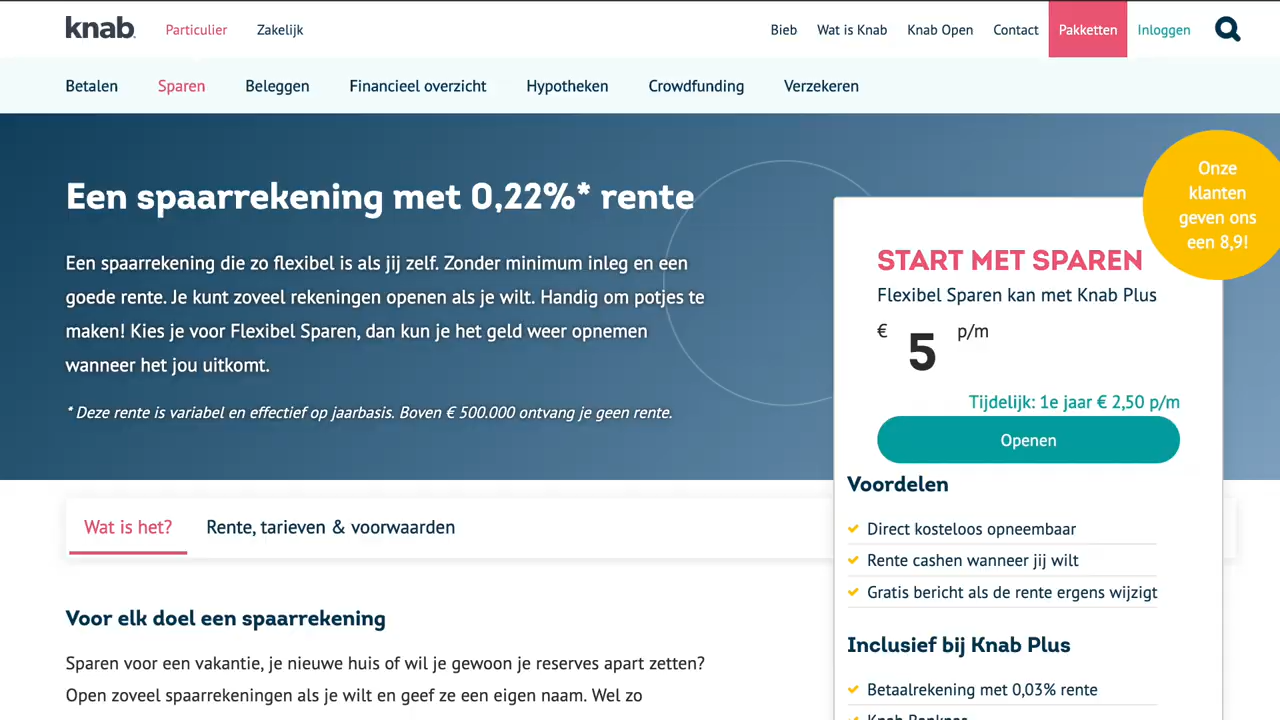 knab.
Particulier
Zakelijk
Bieb
Wat is Knab
Knab Open
Contact
Pakketten
Inloggen
Betalen
Sparen
Beleggen
Financieel overzicht
Hypotheken
Crowdfunding
Verzekeren
Een spaarrekening met 0,22%* rente
Een spaarrekening die zo flexibel is als jij zelf. Zonder minimum inleg en een
goede rente. Je kunt zoveel rekeningen openen als je wilt. Handig om potjes te
maken! Kies je voor Flexibel Sparen, dan kun je het geld weer opnemen
wanneer het jou uitkomt.
* Deze rente is variabel en effectief op jaarbasis. Boven € 500.000 ontvang je geen rente.
Onze
klanten
geven ons
een 8,9!
START MET SPAREN
Flexibel Sparen kan met Knab Plus
€ 5 p/m
Tijdelijk: 1e jaar € 2,50 p/m
Openen
Voordelen
Direct kosteloos opneembaar
Rente cashen wanneer jij wilt
Gratis bericht als de rente ergens wijzigt
Inclusief bij Knab Plus
Betaalrekening met 0,03% rente
Knab Bankpas
Wat is het?
Rente, tarieven & voorwaarden
Voor elk doel een spaarrekening
Sparen voor een vakantie, je nieuwe huis of wil je gewoon je reserves apart zetten?
Open zoveel spaarrekeningen als je wilt en geef ze een eigen naam. Wel zo